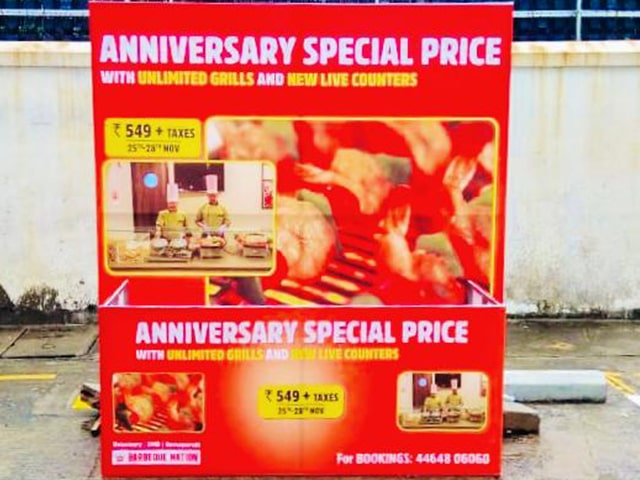 ANNIVERSARY SPECIAL PRICE
WITH UNLIMITED GRILLS AND NEW LIVE COUNTERS
₹ 549 + TAXES
25TH-28TH NOV
ANNIVERSARY SPECIAL PRICE
WITH UNLIMITED GRILLS AND NEW LIVE COUNTERS
₹ 549 + TAXES
25TH-28TH NOV
BARBEQUE NATION
For BOOKINGS: 44648 06060